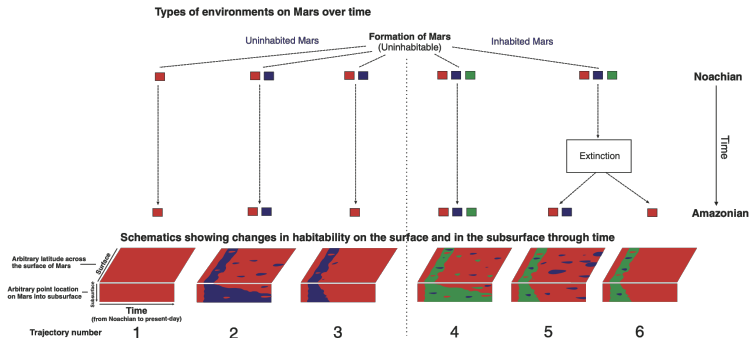 Types of environments on Mars over time
Uninhabited Mars
Formation of Mars
(Uninhabitable)
Inhabited Mars
Noachian
Time
Extinction
Amazonian
Schematics showing changes in habitability on the surface and in the subsurface through time
Arbitrary latitude across
the surface of Mars
Surface
Arbitrary point location
on Mars into subsurface
Subsurface
Time
(from Noachian to present-day)
Trajectory number
1
2
3
4
5
6